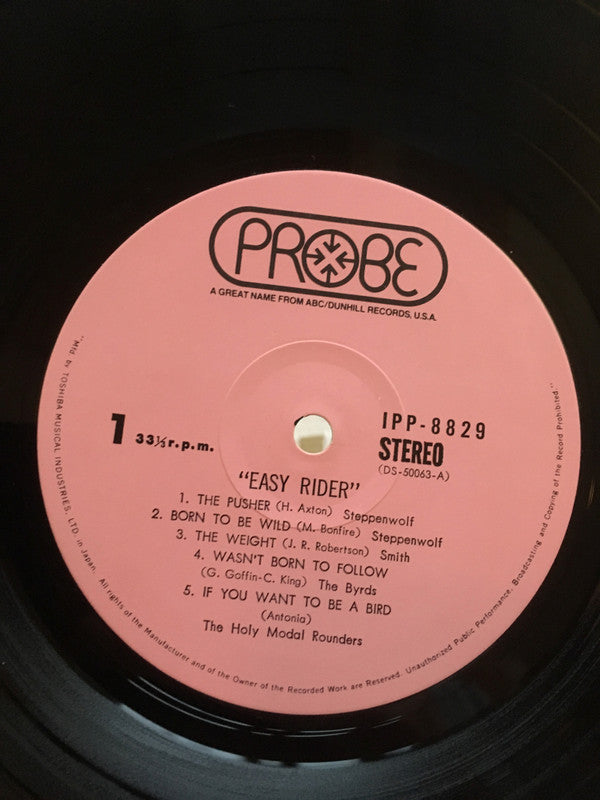 PROBE
A GREAT NAME FROM ABC/DUNHILL RECORDS, U.S.A.
1 33⅓ r.p.m.
IPP-8829
STEREO
(DS-50063-A)
"EASY RIDER"
1. THE PUSHER (H. Axton) Steppenwolf
2. BORN TO BE WILD (M. Bonfire) Steppenwolf
3. THE WEIGHT (J. R. Robertson) Smith
4. WASN'T BORN TO FOLLOW
(G. Goffin-C. King) The Byrds
5. IF YOU WANT TO BE A BIRD
(Antonia)
The Holy Modal Rounders
"Mfd. by TOSHIBA MUSICAL INDUSTRIES, LTD. in Japan. All rights of the Manufacturer and of the Owner of the Recorded Work are Reserved. Unauthorized Public Performance, Broadcasting and Copying of the Record Prohibited."